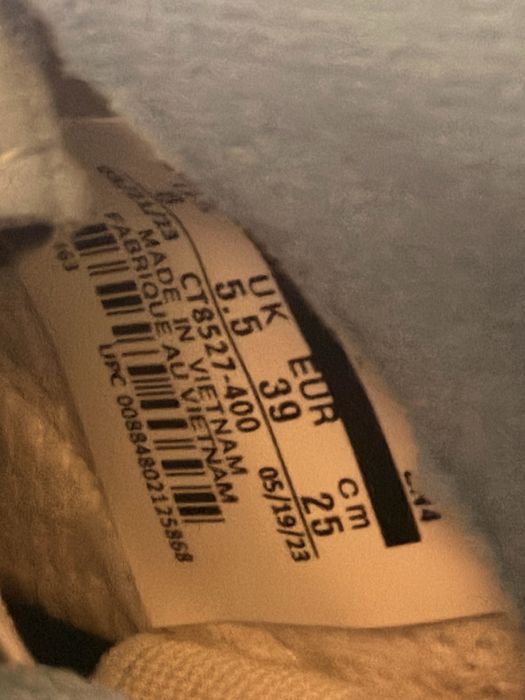 UK EUR cm
5.5 39 25
CT8527-400 05/19/23
MADE IN VIETNAM
FABRIQUE AU VIETNAM
UPC 00884802125868